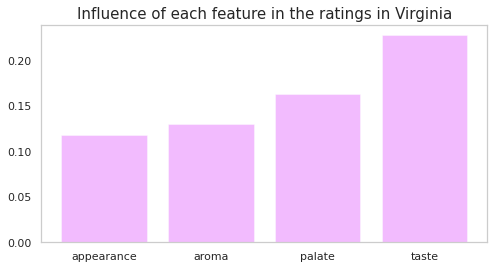 Influence of each feature in the ratings in Virginia
0.20
0.15
0.10
0.05
0.00
appearance aroma palate taste